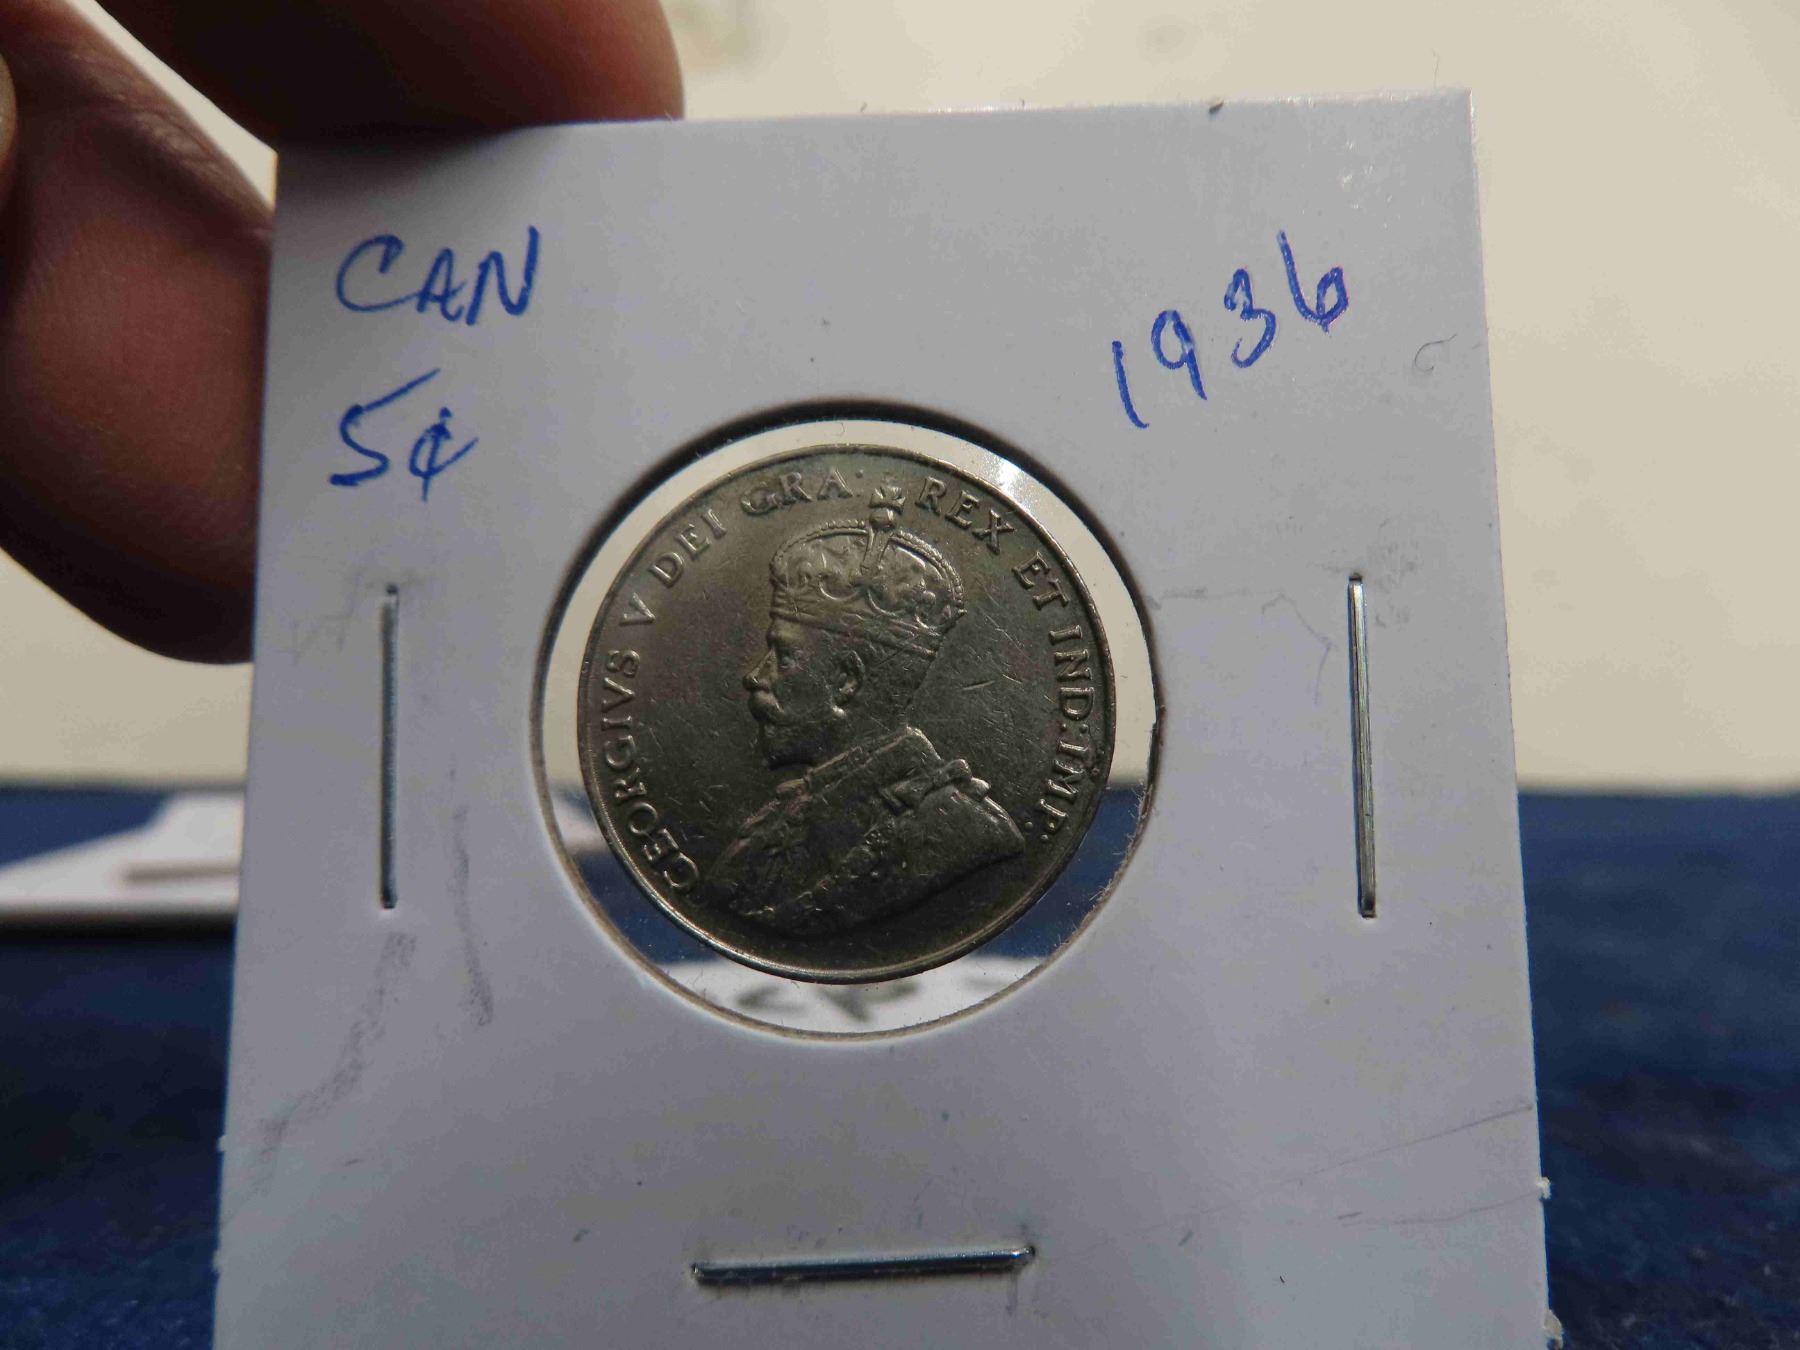 CAN
5¢
1936
GEORGIVS V DEI GRA: REX ET IND:IMP: